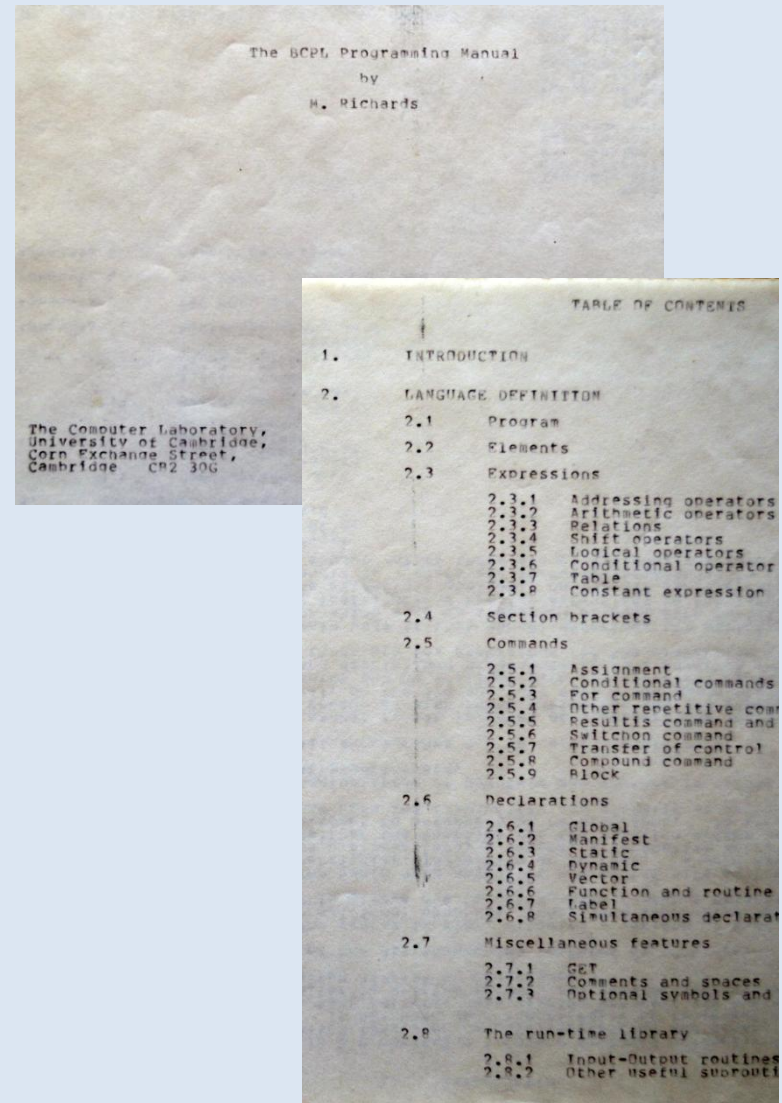 The BCPL Programming Manual
by
M. Richards
The Computer Laboratory,
University of Cambridge,
Corn Exchange Street,
Cambridge CB2 3QG
TABLE OF CONTENTS
1. INTRODUCTION
2. LANGUAGE DEFINITION
2.1 Program
2.2 Elements
2.3 Expressions
2.3.1 Addressing operators
2.3.2 Arithmetic operators
2.3.3 Relations
2.3.4 Shift operators
2.3.5 Logical operators
2.3.6 Conditional operator
2.3.7 Table
2.3.8 Constant expression
2.4 Section brackets
2.5 Commands
2.5.1 Assignment
2.5.2 Conditional commands
2.5.3 For command
2.5.4 Other repetitive
2.5.5 Resultis command and
2.5.6 Switchon command
2.5.7 Transfer of control
2.5.8 Compound command
2.5.9 Block
2.6 Declarations
2.6.1 Global
2.6.2 Manifest
2.6.3 Static
2.6.4 Dynamic
2.6.5 Vector
2.6.6 Function and routine
2.6.7 Label
2.6.8 Simultaneous
2.7 Miscellaneous features
2.7.1 GET
2.7.2 Comments and spaces
2.7.3 Optional symbols and
2.8 The run-time library
2.8.1 Input-Output routines
2.8.2 Other useful